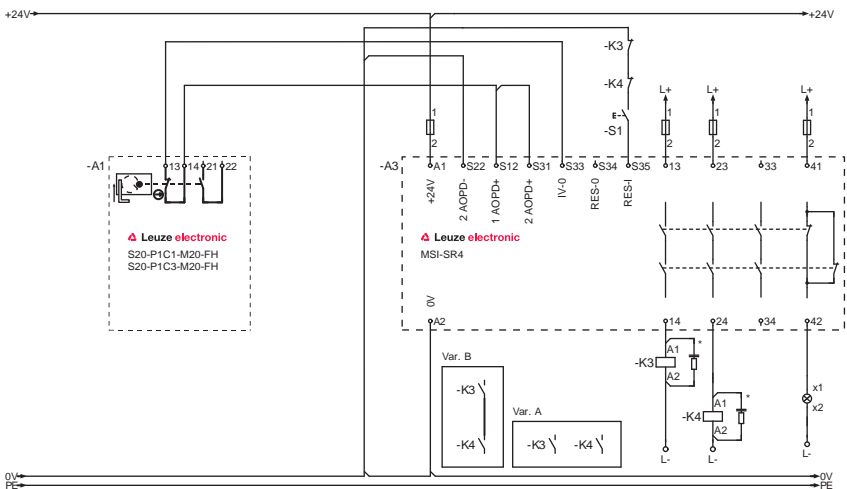 +24V +24V
-K3
-K4
L+ L+ L+
1 1 1 1
E--
-S1
2 2 2 2
-A1 13 14 21 22
-A3 A1 S22 S12 S31 S33 S34 S35 13 23 33 41
+24V
2 AOPD-
1 AOPD+
2 AOPD+
IV-0
RES-0
RES-I
Leuze electronic
S20-P1C1-M20-FH
S20-P1C3-M20-FH
Leuze electronic
MSI-SR4
0V
A2 14 24 34 42
Var. B
-K3
-K4
Var. A
-K3 -K4
-K3 A1 *
A2
-K4 A1 *
A2
x1
x2
L- L- L-
0V 0V
PE PE